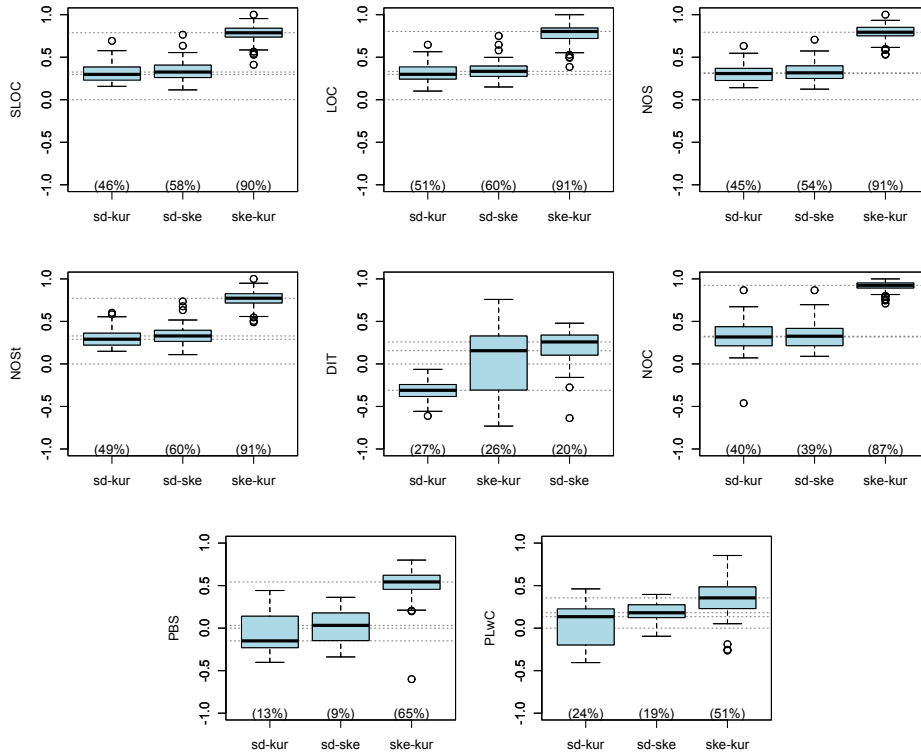 SLOC
1.0
0.5
0.0
-0.5
-1.0
(46%) (58%) (90%)
sd-kur sd-ske ske-kur
LOC
1.0
0.5
0.0
-0.5
-1.0
(51%) (60%) (91%)
sd-kur sd-ske ske-kur
NOS
1.0
0.5
0.0
-0.5
-1.0
(45%) (54%) (91%)
sd-kur sd-ske ske-kur
NOSt
1.0
0.5
0.0
-0.5
-1.0
(49%) (60%) (91%)
sd-kur sd-ske ske-kur
DIT
1.0
0.5
0.0
-0.5
-1.0
(27%) (26%) (20%)
sd-kur ske-kur sd-ske
NOC
1.0
0.5
0.0
-0.5
-1.0
(40%) (39%) (87%)
sd-kur sd-ske ske-kur
PBS
1.0
0.5
0.0
-0.5
-1.0
(13%) (9%) (65%)
sd-kur sd-ske ske-kur
PLwC
1.0
0.5
0.0
-0.5
-1.0
(24%) (19%) (51%)
sd-kur sd-ske ske-kur